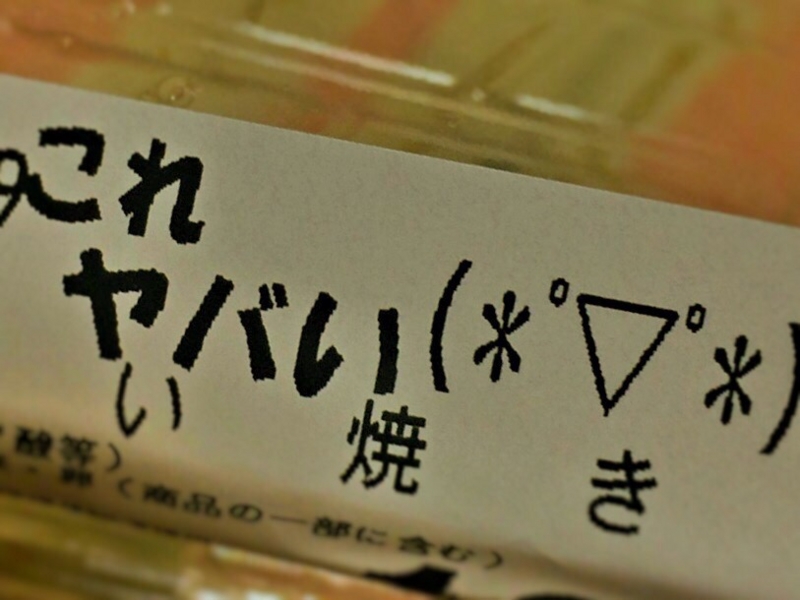 これ
ヤバい(*゚▽゚*)
い 焼 き
(商品の一部に含む)